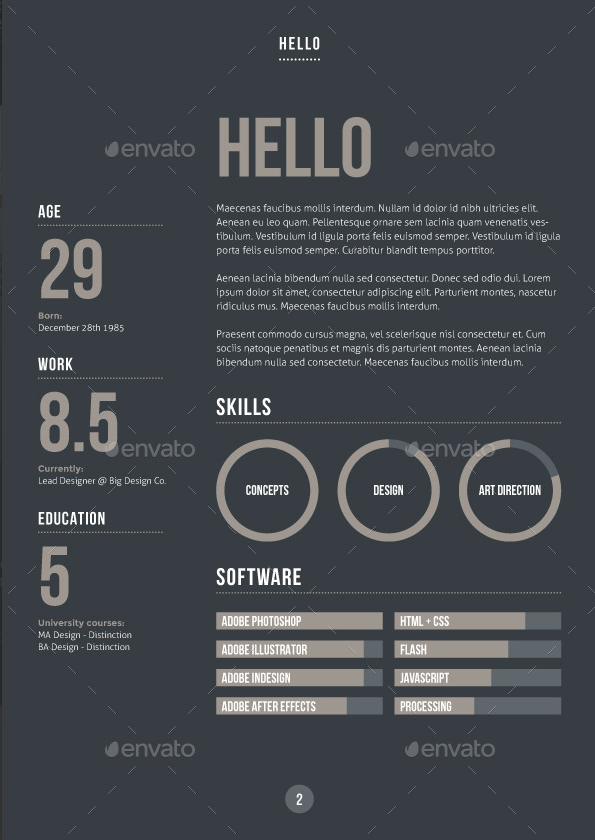 HELLO
envato
envato
HELLO
Maecenas faucibus mollis interdum. Nullam id dolor id nibh ultricies elit.
Aenean eu leo quam. Pellentesque ornare sem lacinia quam venenatis ves-
tibulum. Vestibulum id ligula porta felis euismod semper. Vestibulum id ligula
porta felis euismod semper. Curabitur blandit tempus porttitor.
Aenean lacinia bibendum nulla sed consectetur. Donec sed odio dui. Lorem
ipsum dolor sit amet, consectetur adipiscing elit. Parturient montes, nascetur
ridiculus mus. Maecenas faucibus mollis interdum.
Praesent commodo cursus magna, vel scelerisque nisl consectetur et. Cum
sociis natoque penatibus et magnis dis parturient montes. Aenean lacinia
bibendum nulla sed consectetur. Maecenas faucibus mollis interdum.
AGE
29
Born:
December 28th 1985
WORK
8.5
Currently:
Lead Designer @ Big Design Co.
EDUCATION
5
University courses:
MA Design - Distinction
BA Design - Distinction
SKILLS
envato
envato
CONCEPTS
DESIGN
ART DIRECTION
SOFTWARE
ADOBE PHOTOSHOP
ADOBE ILLUSTRATOR
ADOBE INDESIGN
ADOBE AFTER EFFECTS
HTML + CSS
FLASH
JAVASCRIPT
PROCESSING
envato
envato
2